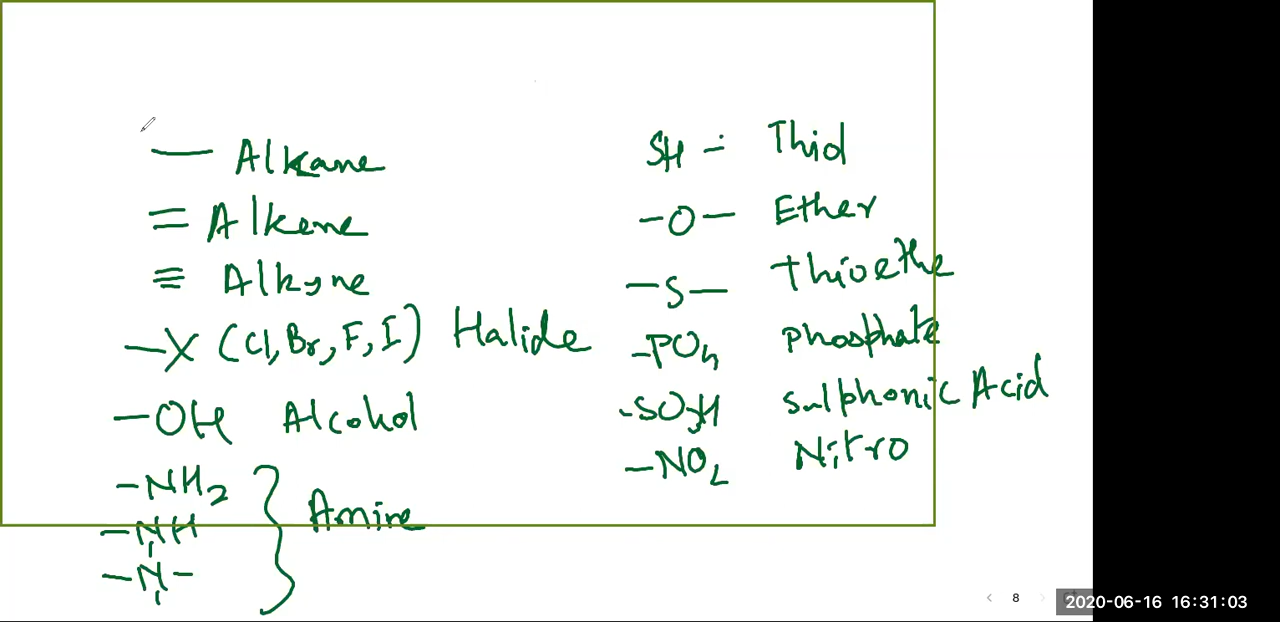 — Alkane
= Alkene
≡ Alkyne
—X (Cl, Br, F, I) Halide
—OH Alcohol
—NH2
—NH
—N—
Amine
SH = Thiol
—O— Ether
—S— Thioethe
—PO4 Phosphate
-SO3H Sulphonic Acid
—NO2 Nitro
8
2020-06-16 16:31:03